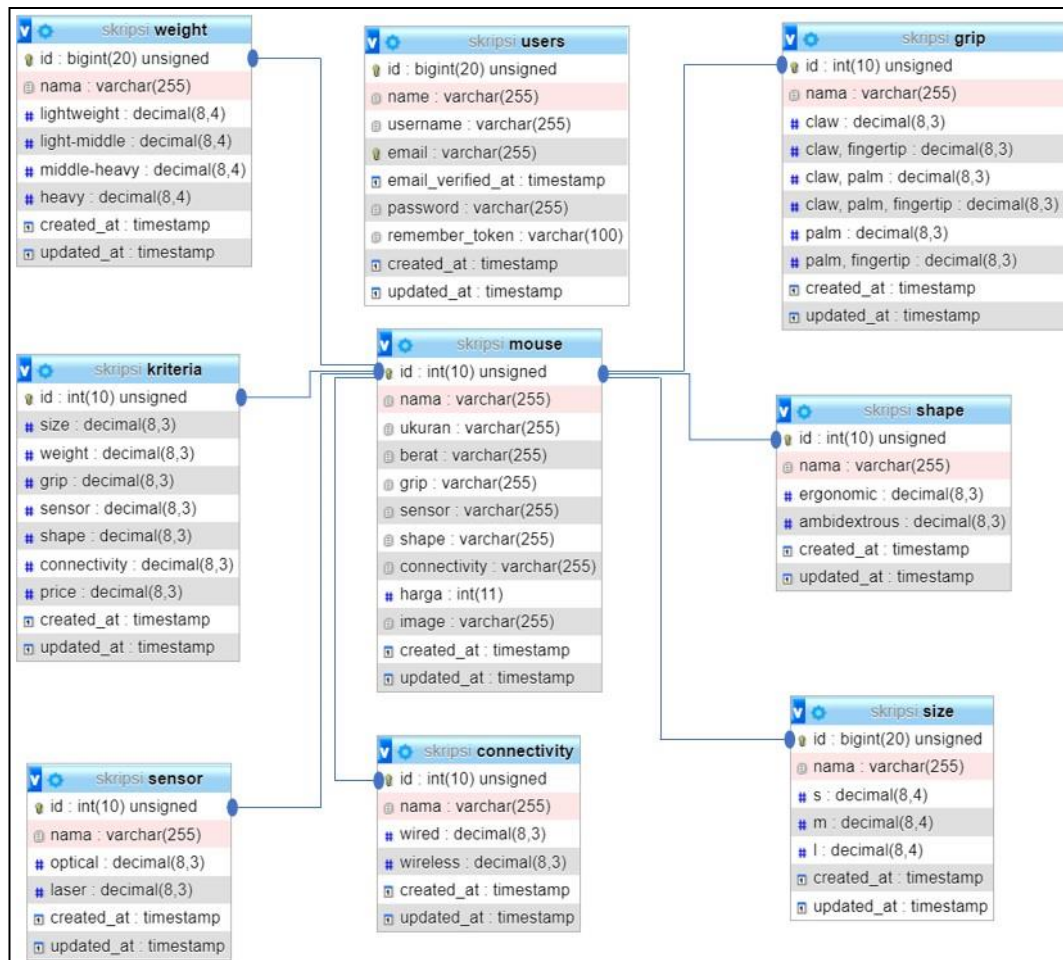 skripsi weight
id : bigint(20) unsigned
nama : varchar(255)
lightweight : decimal(8,4)
light-middle : decimal(8,4)
middle-heavy : decimal(8,4)
heavy : decimal(8,4)
created_at : timestamp
updated_at : timestamp
skripsi users
id : bigint(20) unsigned
name : varchar(255)
username : varchar(255)
email : varchar(255)
email_verified_at : timestamp
password : varchar(255)
remember_token : varchar(100)
created_at : timestamp
updated_at : timestamp
skripsi grip
id : int(10) unsigned
nama : varchar(255)
claw : decimal(8,3)
claw, fingertip : decimal(8,3)
claw, palm : decimal(8,3)
claw, palm, fingertip : decimal(8,3)
palm : decimal(8,3)
palm, fingertip : decimal(8,3)
created_at : timestamp
updated_at : timestamp
skripsi kriteria
id : int(10) unsigned
size : decimal(8,3)
weight : decimal(8,3)
grip : decimal(8,3)
sensor : decimal(8,3)
shape : decimal(8,3)
connectivity : decimal(8,3)
price : decimal(8,3)
created_at : timestamp
updated_at : timestamp
skripsi mouse
id : int(10) unsigned
nama : varchar(255)
ukuran : varchar(255)
berat : varchar(255)
grip : varchar(255)
sensor : varchar(255)
shape : varchar(255)
connectivity : varchar(255)
harga : int(11)
image : varchar(255)
created_at : timestamp
updated_at : timestamp
skripsi shape
id : int(10) unsigned
nama : varchar(255)
ergonomic : decimal(8,3)
ambidextrous : decimal(8,3)
created_at : timestamp
updated_at : timestamp
skripsi sensor
id : int(10) unsigned
nama : varchar(255)
optical : decimal(8,3)
laser : decimal(8,3)
created_at : timestamp
updated_at : timestamp
skripsi connectivity
id : int(10) unsigned
nama : varchar(255)
wired : decimal(8,3)
wireless : decimal(8,3)
created_at : timestamp
updated_at : timestamp
skripsi size
id : bigint(20) unsigned
nama : varchar(255)
s : decimal(8,4)
m : decimal(8,4)
l : decimal(8,4)
created_at : timestamp
updated_at : timestamp